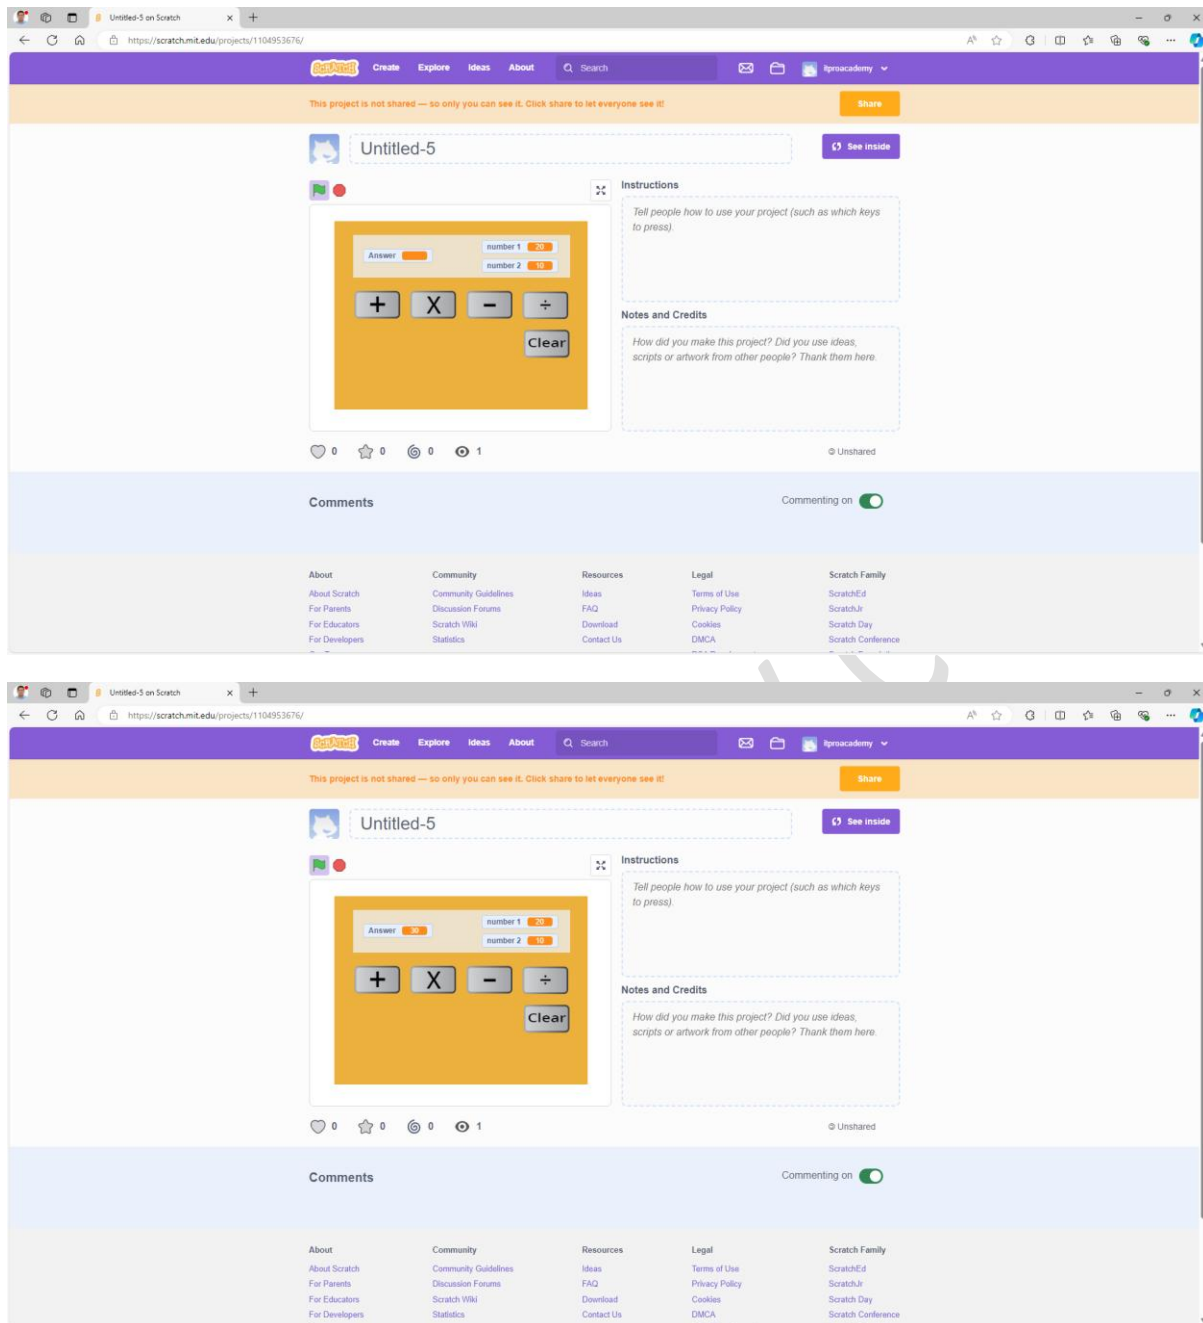 Untitled-5 on Scratch
https://scratch.mit.edu/projects/1104953676/
SCRATCH Create Explore Ideas About Search itproacademy
This project is not shared — so only you can see it. Click share to let everyone see it! Share
Untitled-5 See inside
Instructions
Tell people how to use your project (such as which keys
to press).
Answer number 1 20
number 2 10
+ X − ÷
Clear
Notes and Credits
How did you make this project? Did you use ideas,
scripts or artwork from other people? Thank them here.
0 0 0 1 Unshared
Comments Commenting on
About Community Resources Legal Scratch Family
About Scratch Community Guidelines Ideas Terms of Use ScratchEd
For Parents Discussion Forums FAQ Privacy Policy ScratchJr
For Educators Scratch Wiki Download Cookies Scratch Day
For Developers Statistics Contact Us DMCA Scratch Conference
Untitled-5 on Scratch
https://scratch.mit.edu/projects/1104953676/
SCRATCH Create Explore Ideas About Search itproacademy
This project is not shared — so only you can see it. Click share to let everyone see it! Share
Untitled-5 See inside
Instructions
Tell people how to use your project (such as which keys
to press).
Answer 30 number 1 20
number 2 10
+ X − ÷
Clear
Notes and Credits
How did you make this project? Did you use ideas,
scripts or artwork from other people? Thank them here.
0 0 0 1 Unshared
Comments Commenting on
About Community Resources Legal Scratch Family
About Scratch Community Guidelines Ideas Terms of Use ScratchEd
For Parents Discussion Forums FAQ Privacy Policy ScratchJr
For Educators Scratch Wiki Download Cookies Scratch Day
For Developers Statistics Contact Us DMCA Scratch Conference